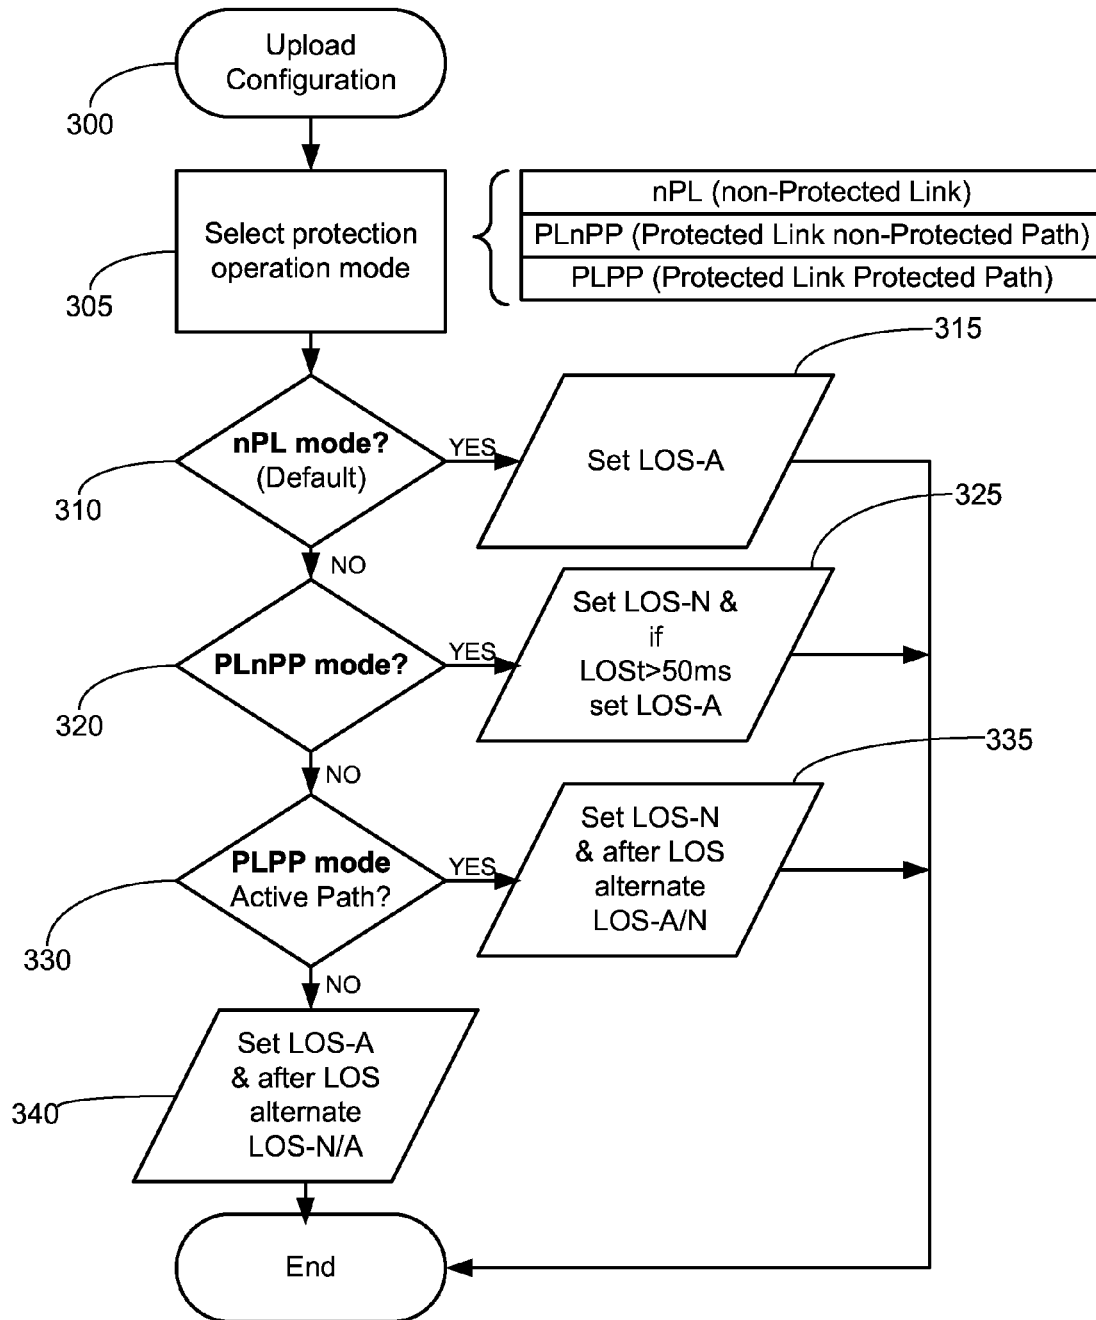 Upload
Configuration
300
Select protection
operation mode
305
nPL (non-Protected Link)
PLnPP (Protected Link non-Protected Path)
PLPP (Protected Link Protected Path)
315
nPL mode?
(Default)
310
YES
Set LOS-A
NO
325
PLnPP mode?
320
YES
Set LOS-N &
if
LOSt>50ms
set LOS-A
NO
335
PLPP mode
Active Path?
330
YES
Set LOS-N
& after LOS
alternate
LOS-A/N
NO
Set LOS-A
& after LOS
alternate
LOS-N/A
340
End